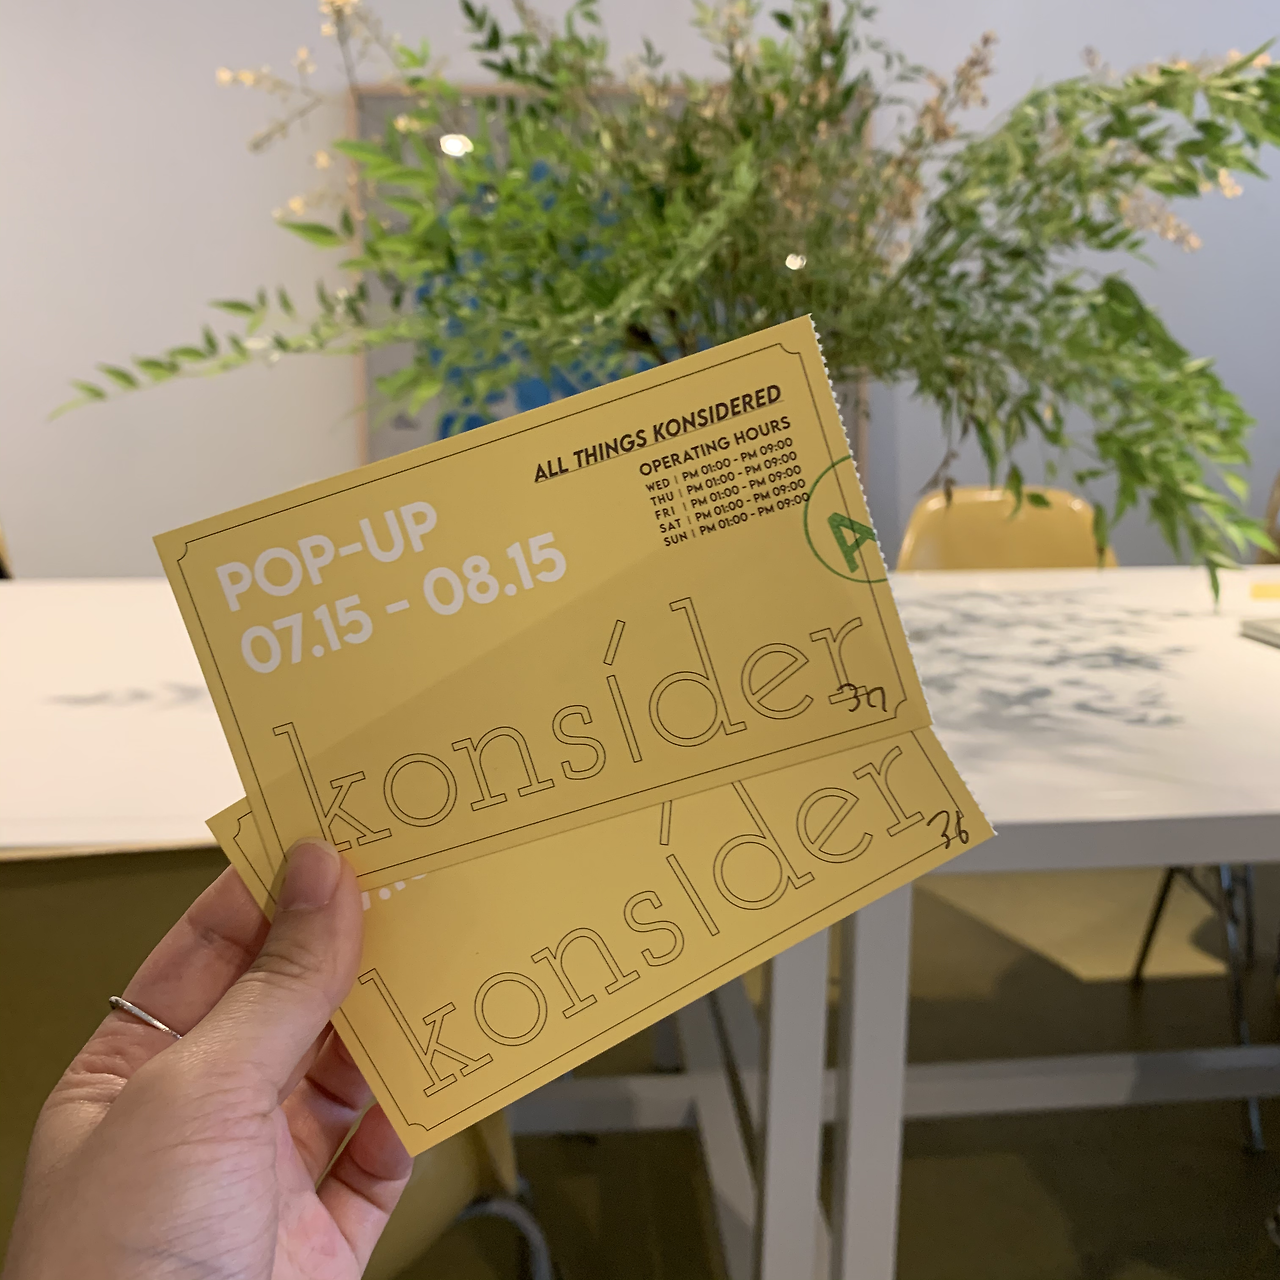 ALL THINGS KONSIDERED
OPERATING HOURS
WED | PM 01:00 - PM 09:00
THU | PM 01:00 - PM 09:00
FRI | PM 01:00 - PM 09:00
SAT | PM 01:00 - PM 09:00
SUN | PM 01:00 - PM 09:00
A
POP-UP
07.15 - 08.15
konsíder
37
konsíder
36